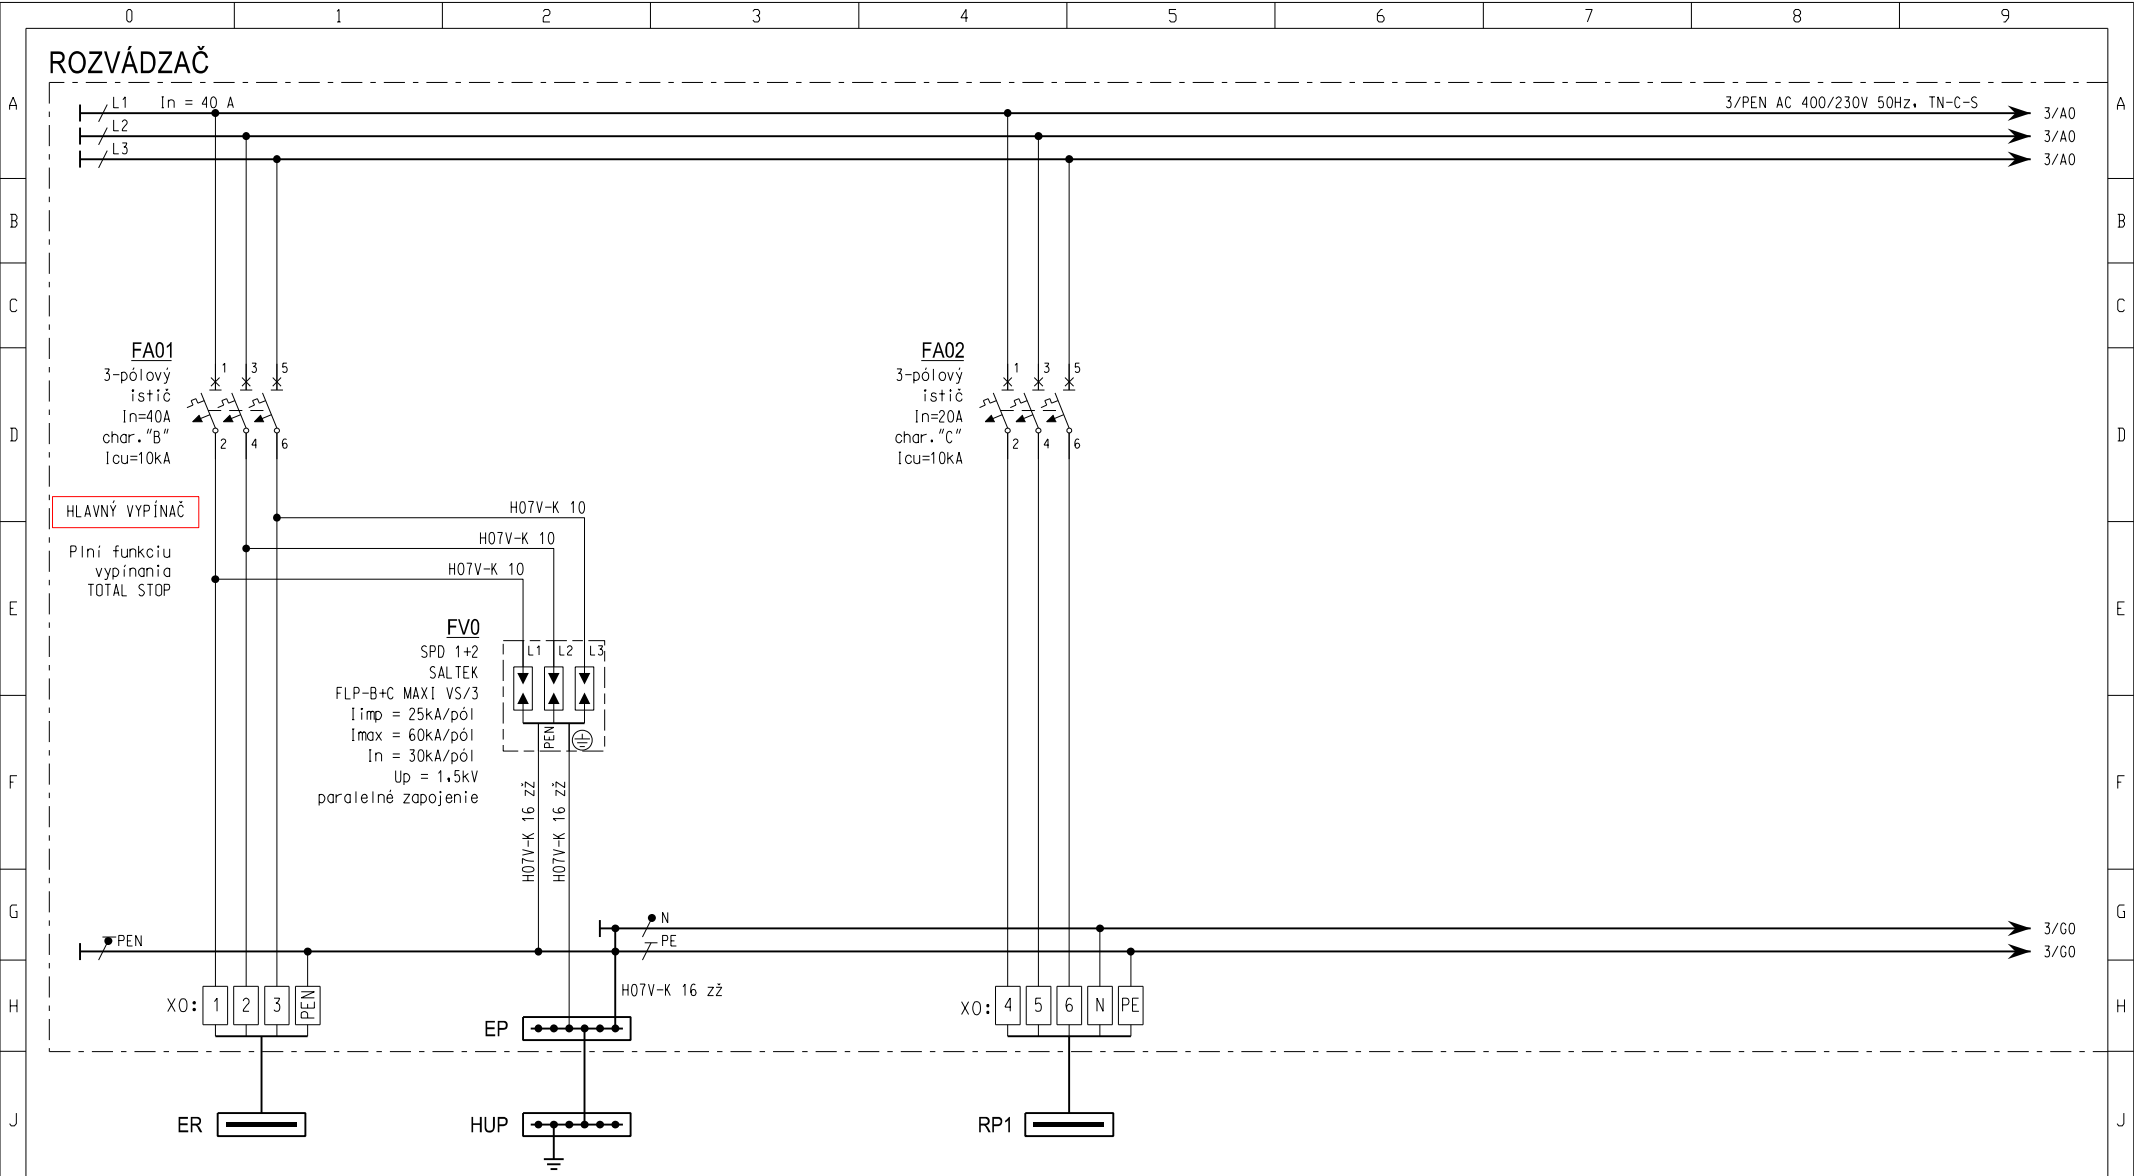 0 1 2 3 4 5 6 7 8 9
ROZVÁDZAČ
A A
L1 In = 40 A 3/PEN AC 400/230V 50Hz, TN-C-S 3/A0
L2 3/A0
L3 3/A0
B B
C C
FA01
3-pólový
istič
In=40A
char."B"
Icu=10kA
1 3 5
2 4 6
FA02
3-pólový
istič
In=20A
char."C"
Icu=10kA
1 3 5
2 4 6
D D
HLAVNÝ VYPÍNAČ
Plní funkciu
vypínania
TOTAL STOP
H07V-K 10
H07V-K 10
H07V-K 10
E E
FV0
SPD 1+2
SALTEK
FLP-B+C MAXI VS/3
Iimp = 25kA/pól
Imax = 60kA/pól
In = 30kA/pól
Up = 1,5kV
paralelné zapojenie
L1 L2 L3
PEN
H07V-K 16 zž
H07V-K 16 zž
F F
G G
N 3/G0
PEN PE 3/G0
H H
X0: 1 2 3 PEN
H07V-K 16 zž
X0: 4 5 6 N PE
EP
J J
ER HUP RP1